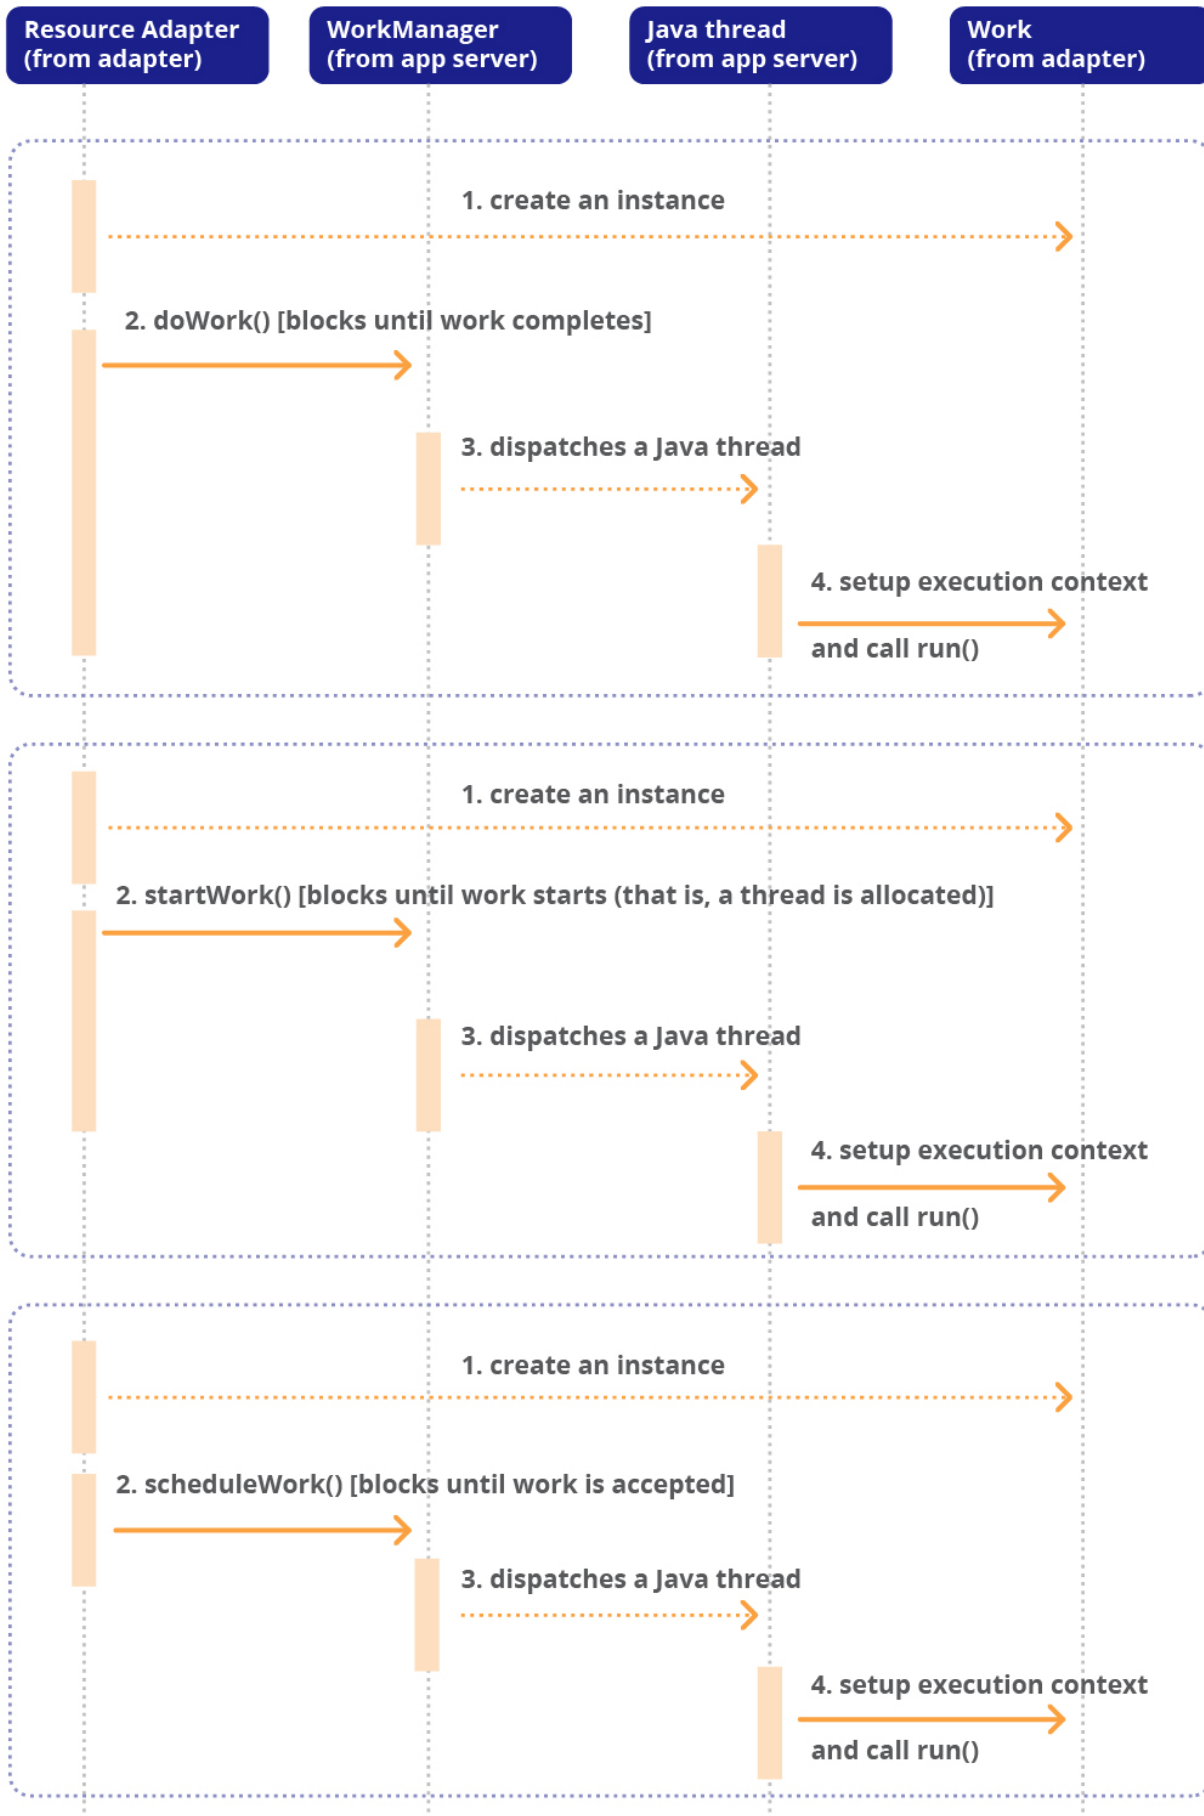 Resource Adapter
(from adapter)
WorkManager
(from app server)
Java thread
(from app server)
Work
(from adapter)
1. create an instance
2. doWork() [blocks until work completes]
3. dispatches a Java thread
4. setup execution context
and call run()
1. create an instance
2. startWork() [blocks until work starts (that is, a thread is allocated)]
3. dispatches a Java thread
4. setup execution context
and call run()
1. create an instance
2. scheduleWork() [blocks until work is accepted]
3. dispatches a Java thread
4. setup execution context
and call run()